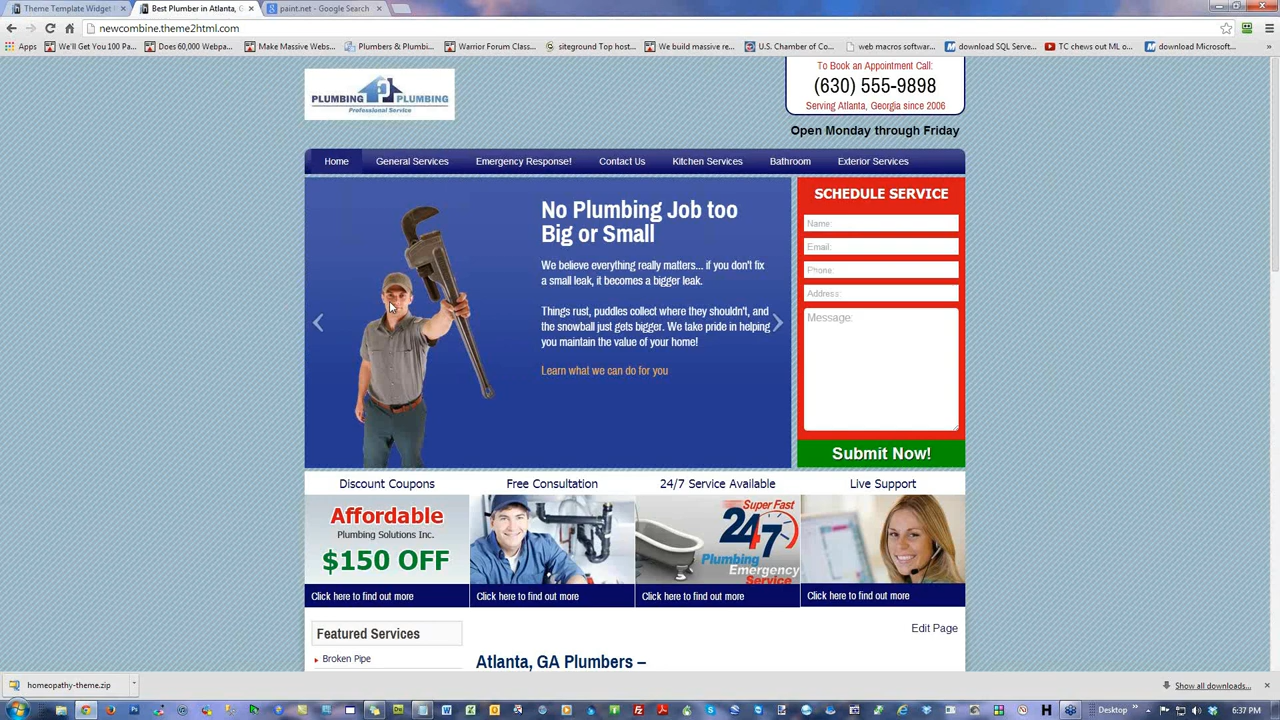 Theme Template Widget
Best Plumber in Atlanta, G
paint.net - Google Search
newcombine.theme2html.com
Apps
We'll Get You 100 Pa...
Does 60,000 Webpa...
Make Massive Webs...
Plumbers & Plumbi...
Warrior Forum Class...
siteground Top host...
We build massive re...
U.S. Chamber of Co...
web macros softwar...
download SQL Serve...
TC chews out ML o...
download Microsoft...
PLUMBING PLUMBING
Professional Service
To Book an Appointment Call:
(630) 555-9898
Serving Atlanta, Georgia since 2006
Open Monday through Friday
Home
General Services
Emergency Response!
Contact Us
Kitchen Services
Bathroom
Exterior Services
No Plumbing Job too
Big or Small
We believe everything really matters... if you don't fix
a small leak, it becomes a bigger leak.
Things rust, puddles collect where they shouldn't, and
the snowball just gets bigger. We take pride in helping
you maintain the value of your home!
Learn what we can do for you
SCHEDULE SERVICE
Name:
Email:
Phone:
Address:
Message:
Submit Now!
Discount Coupons
Free Consultation
24/7 Service Available
Live Support
Affordable
Plumbing Solutions Inc.
$150 OFF
Super Fast
24/7
Plumbing
Emergency
Service
Click here to find out more
Click here to find out more
Click here to find out more
Click here to find out more
Featured Services
Broken Pipe
Edit Page
Atlanta, GA Plumbers –
homeopathy-theme.zip
Show all downloads...
Desktop
6:37 PM